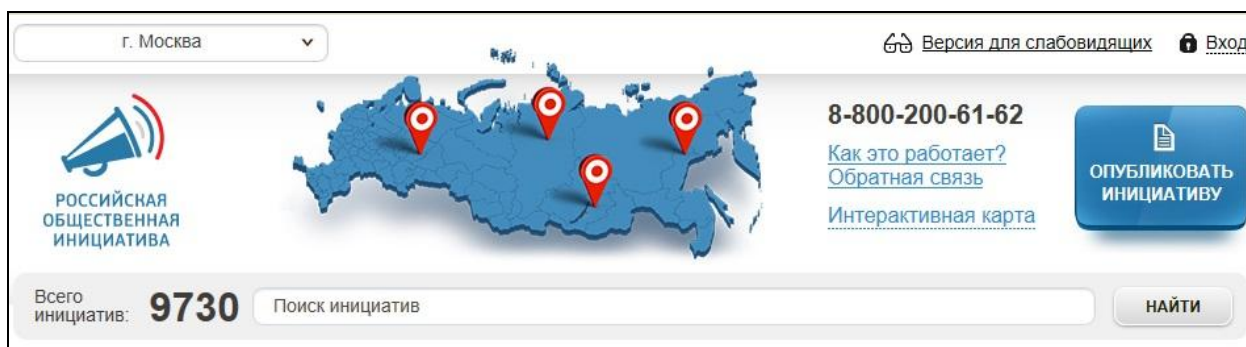 г. Москва
Версия для слабовидящих
Вход
РОССИЙСКАЯ
ОБЩЕСТВЕННАЯ
ИНИЦИАТИВА
8-800-200-61-62
Как это работает?
Обратная связь
Интерактивная карта
ОПУБЛИКОВАТЬ
ИНИЦИАТИВУ
Всего
инициатив:
9730
Поиск инициатив
НАЙТИ